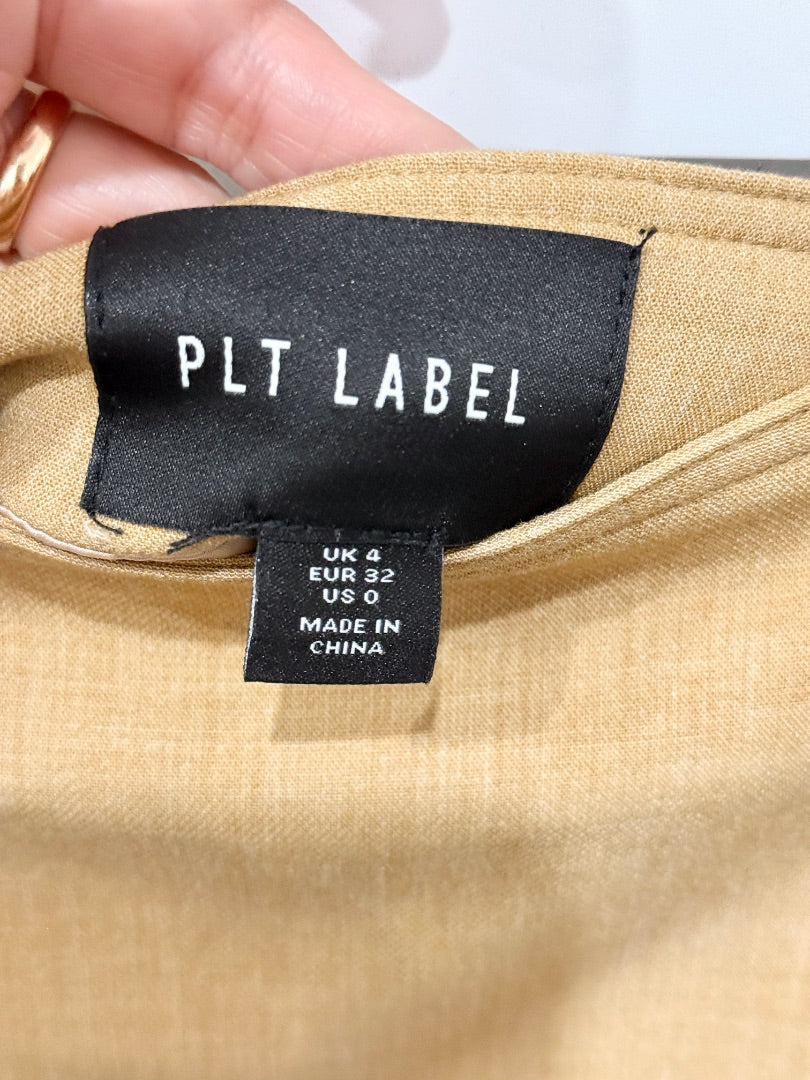 PLT LABEL
UK 4
EUR 32
US 0
MADE IN
CHINA